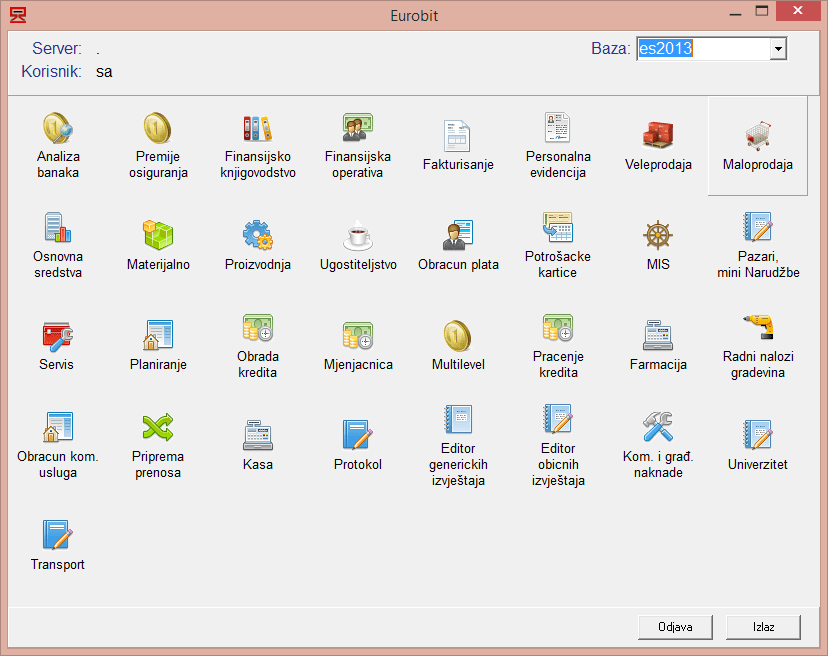 Eurobit
Server: .
Baza: es2013
Korisnik: sa
Analiza
banaka
Premije
osiguranja
Finansijsko
knjigovodstvo
Finansijska
operativa
Fakturisanje
Personalna
evidencija
Veleprodaja
Maloprodaja
Osnovna
sredstva
Materijalno
Proizvodnja
Ugostiteljstvo
Obracun plata
Potrošacke
kartice
MIS
Pazari,
mini Narudžbe
Servis
Planiranje
Obrada
kredita
Mjenjacnica
Multilevel
Pracenje
kredita
Farmacija
Radni nalozi
gradevina
Obracun kom.
usluga
Priprema
prenosa
Kasa
Protokol
Editor
generickih
izvještaja
Editor
obicnih
izvještaja
Kom. i građ.
naknade
Univerzitet
Transport
Odjava
Izlaz